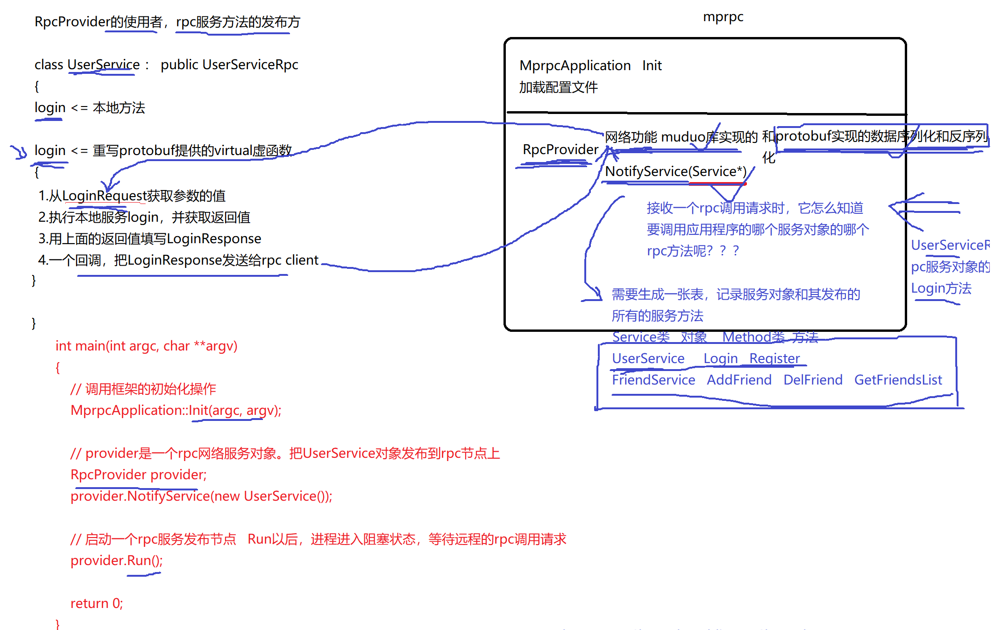 RpcProvider的使用者，rpc服务方法的发布方
class UserService ： public UserServiceRpc
{
login <= 本地方法
login <= 重写protobuf提供的virtual虚函数
{
1.从LoginRequest获取参数的值
2.执行本地服务login，并获取返回值
3.用上面的返回值填写LoginResponse
4.一个回调，把LoginResponse发送给rpc client
}
}
int main(int argc, char **argv)
{
// 调用框架的初始化操作
MprpcApplication::Init(argc, argv);
// provider是一个rpc网络服务对象。把UserService对象发布到rpc节点上
RpcProvider provider;
provider.NotifyService(new UserService());
// 启动一个rpc服务发布节点 Run以后，进程进入阻塞状态，等待远程的rpc调用请求
provider.Run();
return 0;
}
mprpc
MprpcApplication Init
加载配置文件
RpcProvider
网络功能 muduo库实现的
和protobuf实现的数据序列化和反序列
化
NotifyService(Service*)
接收一个rpc调用请求时，它怎么知道
要调用应用程序的哪个服务对象的哪个
rpc方法呢？？？
UserServiceR
pc服务对象的
Login方法
需要生成一张表，记录服务对象和其发布的
所有的服务方法
Service类 对象 Method类 方法
UserService Login Register
FriendService AddFriend DelFriend GetFriendsList